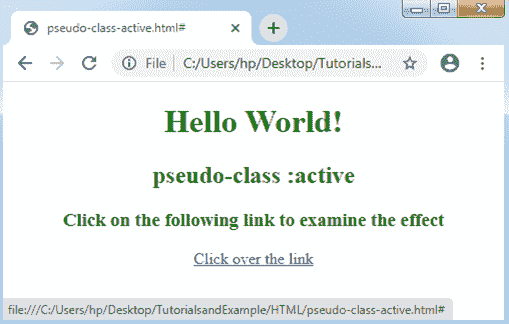 pseudo-class-active.html#
File | C:/Users/hp/Desktop/Tutorials...
Hello World!
pseudo-class :active
Click on the following link to examine the effect
Click over the link
file:///C:/Users/hp/Desktop/TutorialsandExample/HTML/pseudo-class-active.html#